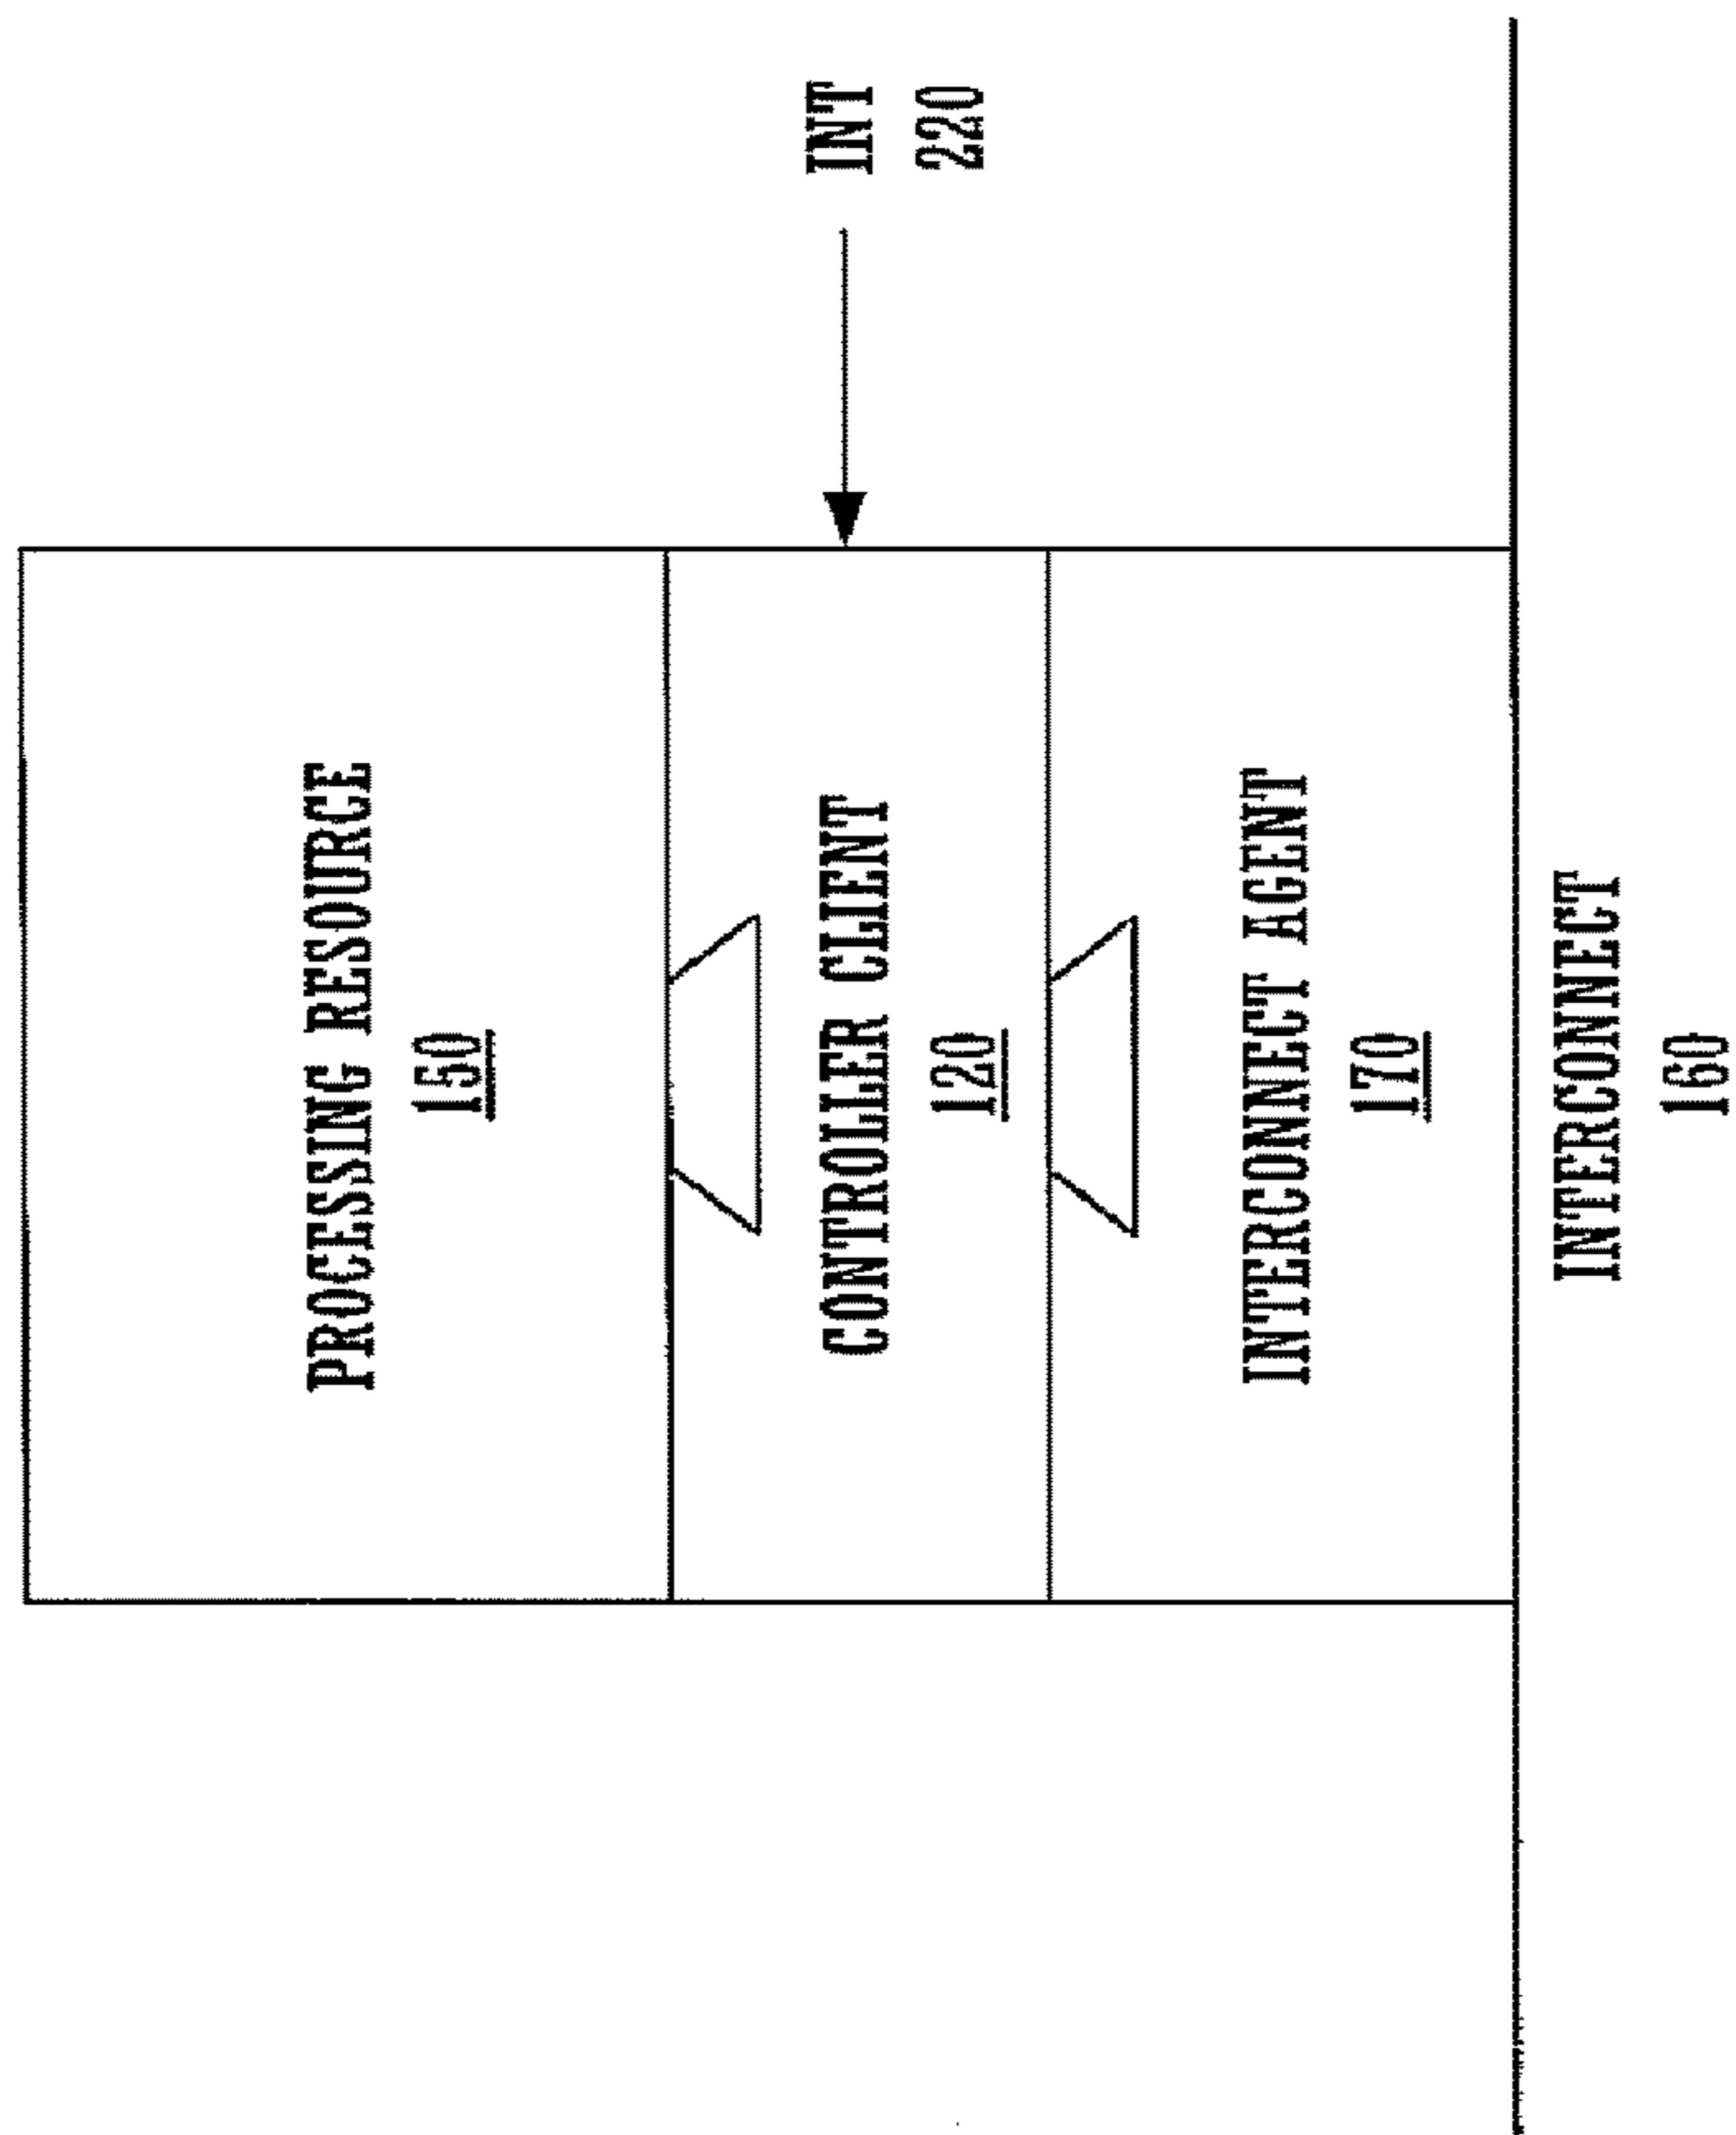 PROCESSING RESOURCE
150
CONTROLLER CLIENT
120
INT
220
INTERCONNECT AGENT
170
INTERCONNECT
160